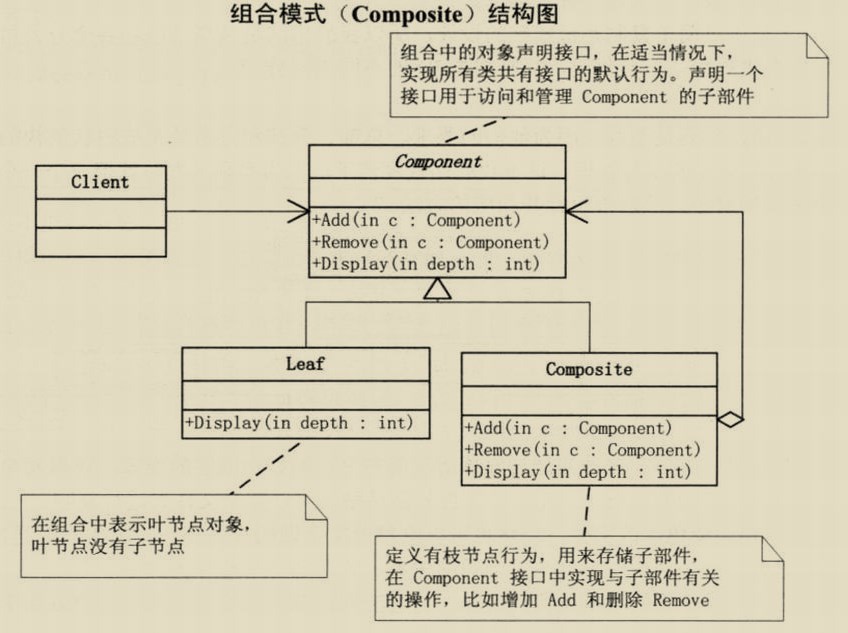 组合模式（Composite）结构图
组合中的对象声明接口，在适当情况下，
实现所有类共有接口的默认行为。声明一个
接口用于访问和管理 Component 的子部件
Component
+Add(in c : Component)
+Remove(in c : Component)
+Display(in depth : int)
Client
Leaf
+Display(in depth : int)
Composite
+Add(in c : Component)
+Remove(in c : Component)
+Display(in depth : int)
在组合中表示叶节点对象，
叶节点没有子节点
定义有枝节点行为，用来存储子部件，
在 Component 接口中实现与子部件有关
的操作，比如增加 Add 和删除 Remove